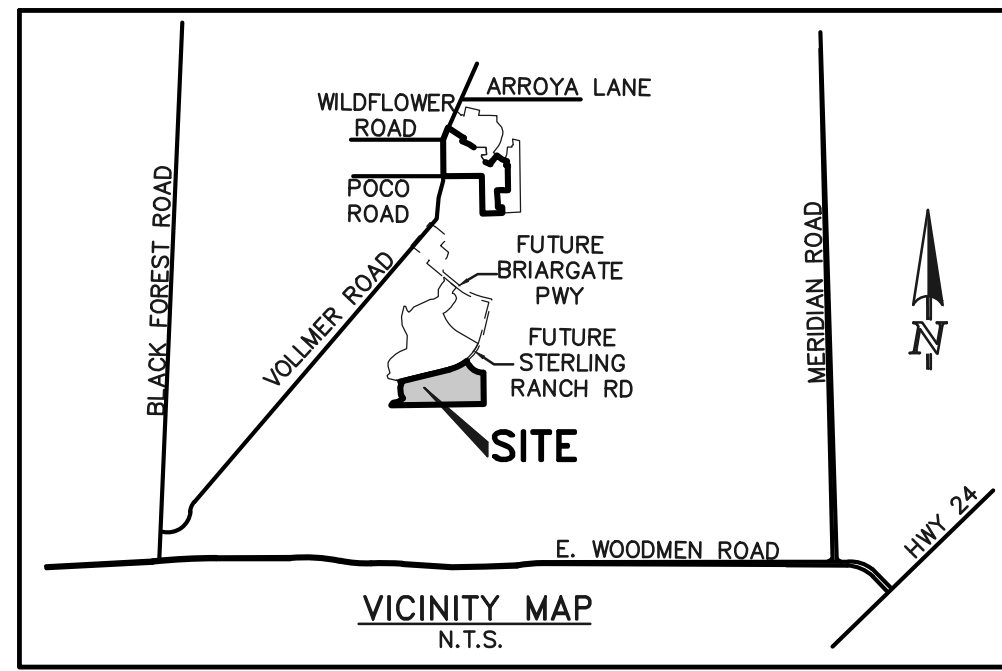 ARROYA LANE
WILDFLOWER
ROAD
POCO
ROAD
BLACK FOREST ROAD
VOLLMER ROAD
FUTURE
BRIARGATE
PWY
FUTURE
STERLING
RANCH RD
MERIDIAN ROAD
N
SITE
HWY 24
E. WOODMEN ROAD
VICINITY MAP
N.T.S.